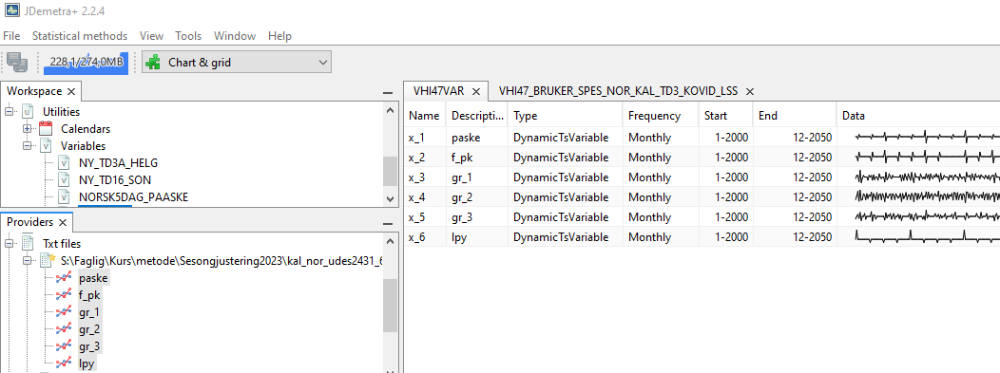 JDemetra+ 2.2.4
File Statistical methods View Tools Window Help
228,1/274,0MB Chart & grid
Workspace
Utilities
Calendars
Variables
NY_TD3A_HELG
NY_TD16_SON
NORSK5DAG_PAASKE
Providers
Txt files
S:\Faglig\Kurs\metode\Sesongjustering2023\kal_nor_udes2431_6
paske
f_pk
gr_1
gr_2
gr_3
lpy
VHI47VAR VHI47_BRUKER_SPES_NOR_KAL_TD3_KOVID_LSS
Name Descripti... Type Frequency Start End Data
x_1 paske DynamicTsVariable Monthly 1-2000 12-2050
x_2 f_pk DynamicTsVariable Monthly 1-2000 12-2050
x_3 gr_1 DynamicTsVariable Monthly 1-2000 12-2050
x_4 gr_2 DynamicTsVariable Monthly 1-2000 12-2050
x_5 gr_3 DynamicTsVariable Monthly 1-2000 12-2050
x_6 lpy DynamicTsVariable Monthly 1-2000 12-2050